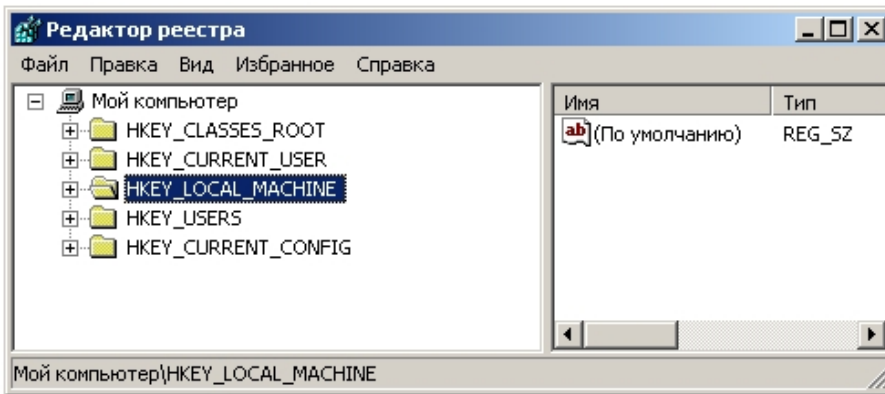 Редактор реестра
Файл Правка Вид Избранное Справка
Мой компьютер
HKEY_CLASSES_ROOT
HKEY_CURRENT_USER
HKEY_LOCAL_MACHINE
HKEY_USERS
HKEY_CURRENT_CONFIG
Имя Тип
ab (По умолчанию) REG_SZ
Мой компьютер\HKEY_LOCAL_MACHINE